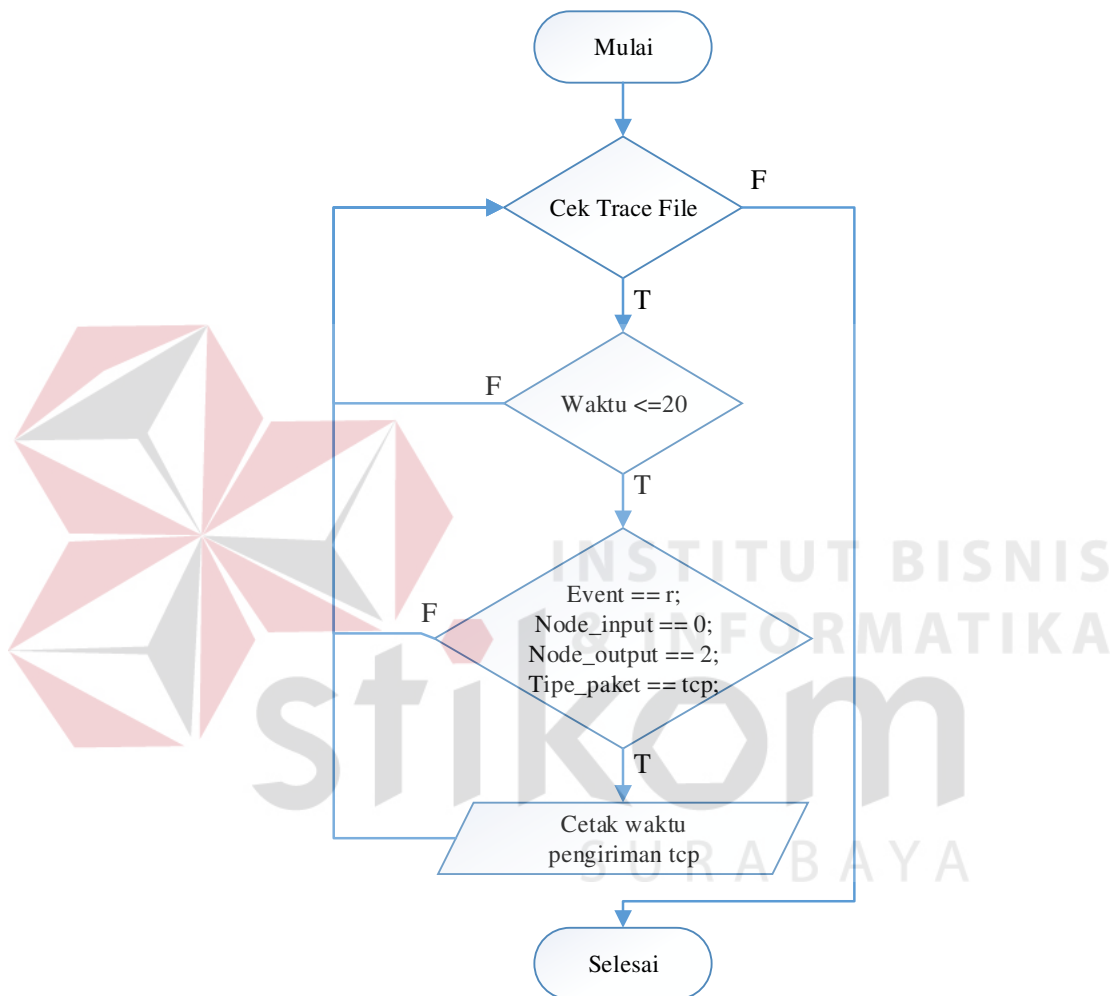 Mulai
F
Cek Trace File
T
F
Waktu <=20
T
INSTITUT BISNIS
& INFORMATIKA
F
Event == r;
Node_input == 0;
Node_output == 2;
Tipe_paket == tcp;
stikom
T
Cetak waktu
pengiriman tcp
SURABAYA
Selesai